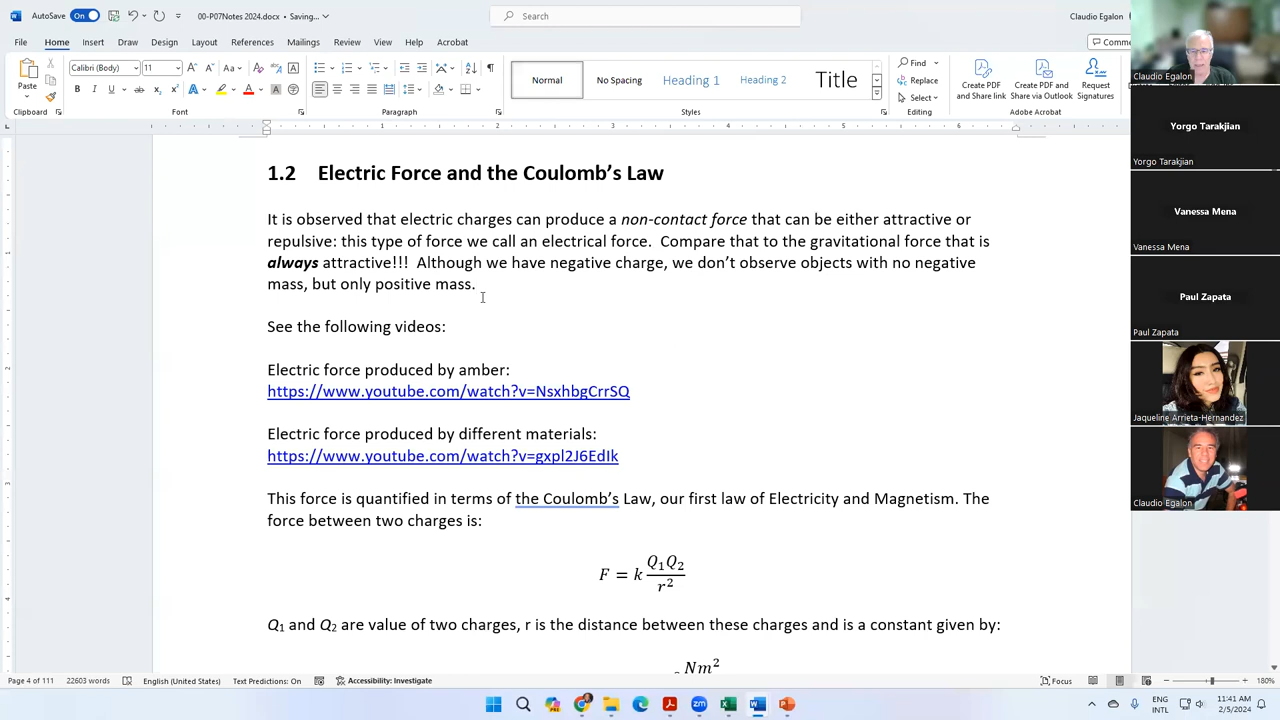 AutoSave On 00-P07Notes 2024.docx • Saving... Search Claudio Egalon
File Home Insert Draw Design Layout References Mailings Review View Help Acrobat Comme
Paste
Clipboard
Calibri (Body) 11
Font
Paragraph
Normal No Spacing Heading 1 Heading 2 Title
Styles
Find
Replace
Select
Editing
Create PDF and Share link
Create PDF and Share via Outlook
Request Signatures
Adobe Acrobat
1.2 Electric Force and the Coulomb's Law
It is observed that electric charges can produce a non-contact force that can be either attractive or
repulsive: this type of force we call an electrical force. Compare that to the gravitational force that is
always attractive!!! Although we have negative charge, we don't observe objects with no negative
mass, but only positive mass.
See the following videos:
Electric force produced by amber:
https://www.youtube.com/watch?v=NsxhbgCrrSQ
Electric force produced by different materials:
https://www.youtube.com/watch?v=gxpl2J6EdIk
This force is quantified in terms of the Coulomb's Law, our first law of Electricity and Magnetism. The
force between two charges is:
F = k Q1Q2 / r²
Q1 and Q2 are value of two charges, r is the distance between these charges and is a constant given by:
Nm²
Claudio Egalon
Yorgo Tarakjian
Yorgo Tarakjian
Vanessa Mena
Vanessa Mena
Paul Zapata
Paul Zapata
Jaqueline Arrieta-Hernandez
Claudio Egalon
Page 4 of 111 22603 words English (United States) Text Predictions: On Accessibility: Investigate Focus 180%
ENG
INTL
11:41 AM
2/5/2024